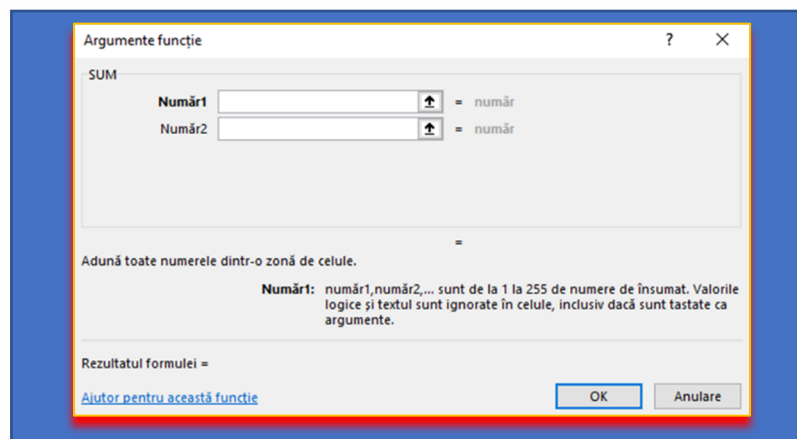 Argumente funcție ? ×
SUM
Număr1 = număr
Număr2 = număr
=
Adună toate numerele dintr-o zonă de celule.
Număr1: număr1,număr2,... sunt de la 1 la 255 de numere de însumat. Valorile
logice și textul sunt ignorate în celule, inclusiv dacă sunt tastate ca
argumente.
Rezultatul formulei =
Ajutor pentru această funcție OK Anulare